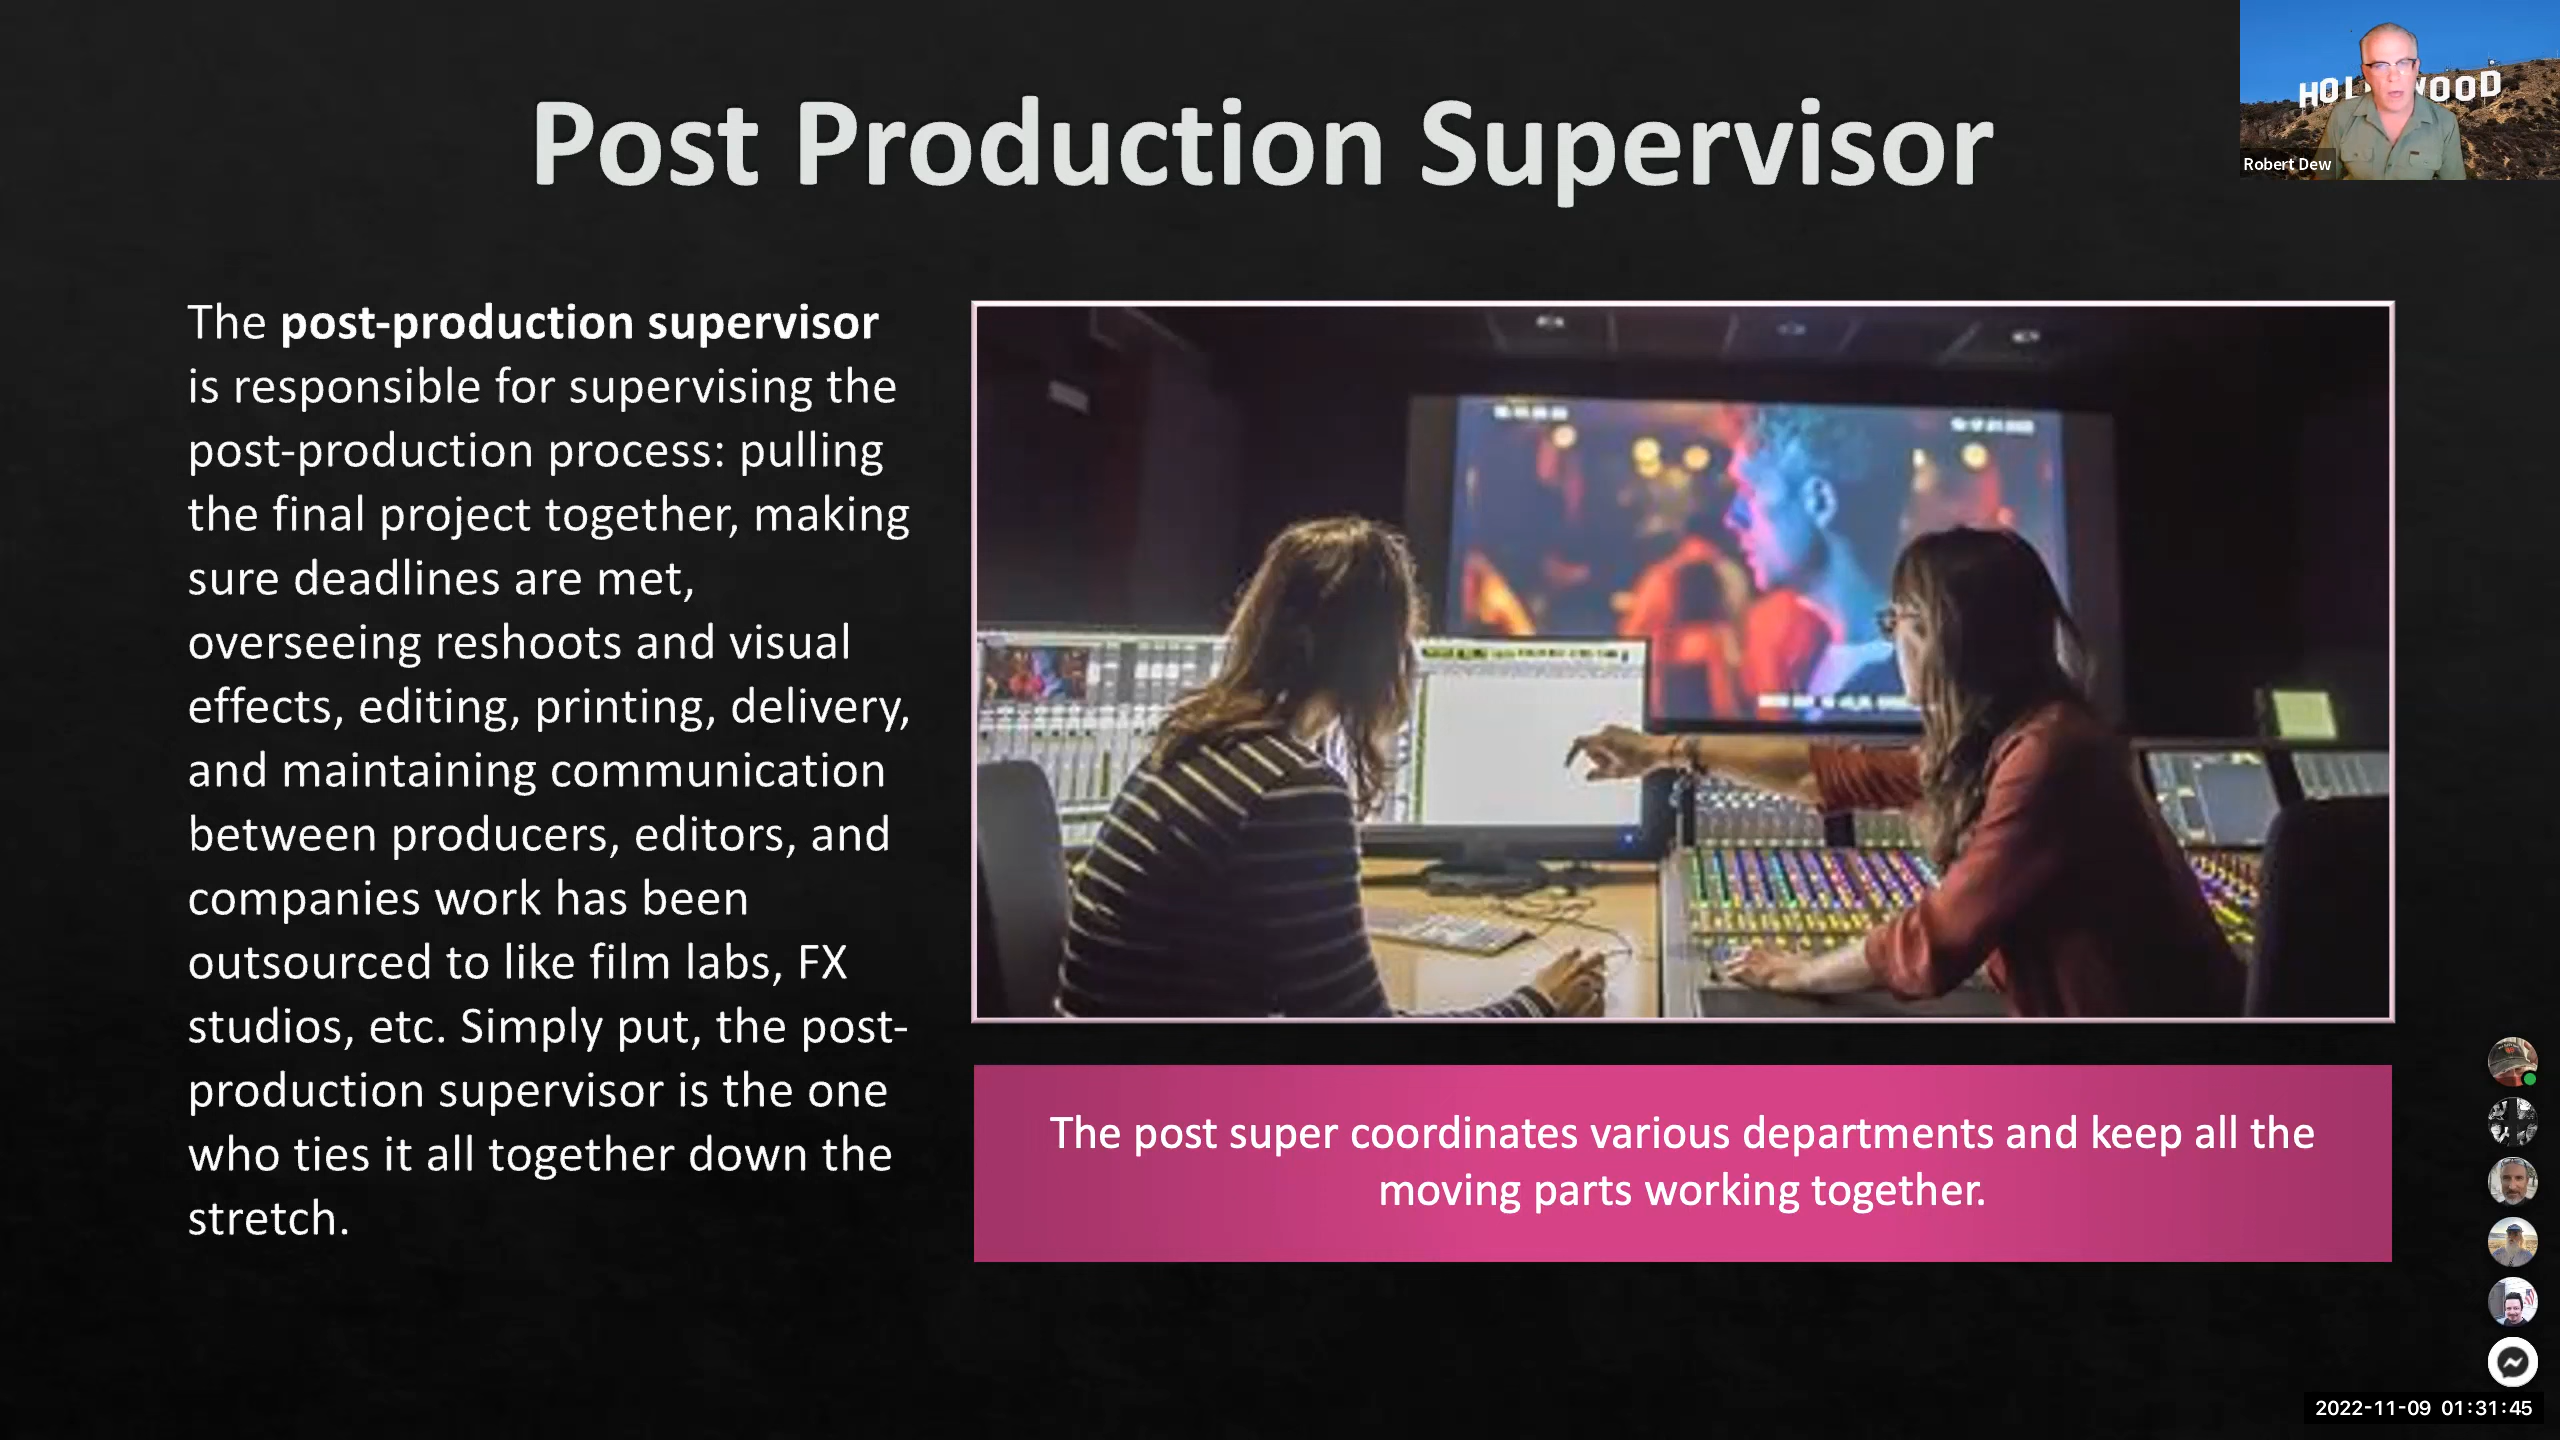 Post Production Supervisor
HOL WOOD
Robert Dew
The post-production supervisor
is responsible for supervising the
post-production process: pulling
the final project together, making
sure deadlines are met,
overseeing reshoots and visual
effects, editing, printing, delivery,
and maintaining communication
between producers, editors, and
companies work has been
outsourced to like film labs, FX
studios, etc. Simply put, the post-
production supervisor is the one
who ties it all together down the
stretch.
The post super coordinates various departments and keep all the
moving parts working together.
2022-11-09 01:31:45